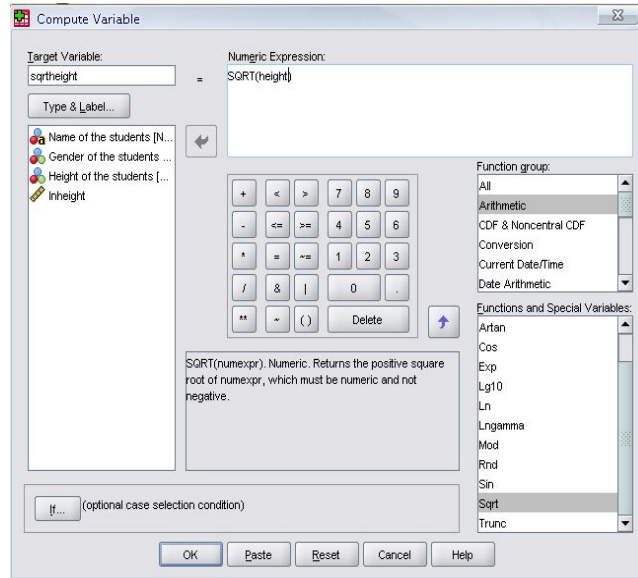 Compute Variable
Target Variable:
sqrtheight
=
Numeric Expression:
SQRT(height)
Type & Label...
Name of the students [N...
Gender of the students ...
Height of the students [...
lnheight
+ < > 7 8 9
- <= >= 4 5 6
* = ~= 1 2 3
/ & | 0 .
** ~ ( ) Delete
Function group:
All
Arithmetic
CDF & Noncentral CDF
Conversion
Current Date/Time
Date Arithmetic
Functions and Special Variables:
Artan
Cos
Exp
Lg10
Ln
Lngamma
Mod
Rnd
Sin
Sqrt
Trunc
SQRT(numexpr). Numeric. Returns the positive square
root of numexpr, which must be numeric and not
negative.
If... (optional case selection condition)
OK Paste Reset Cancel Help